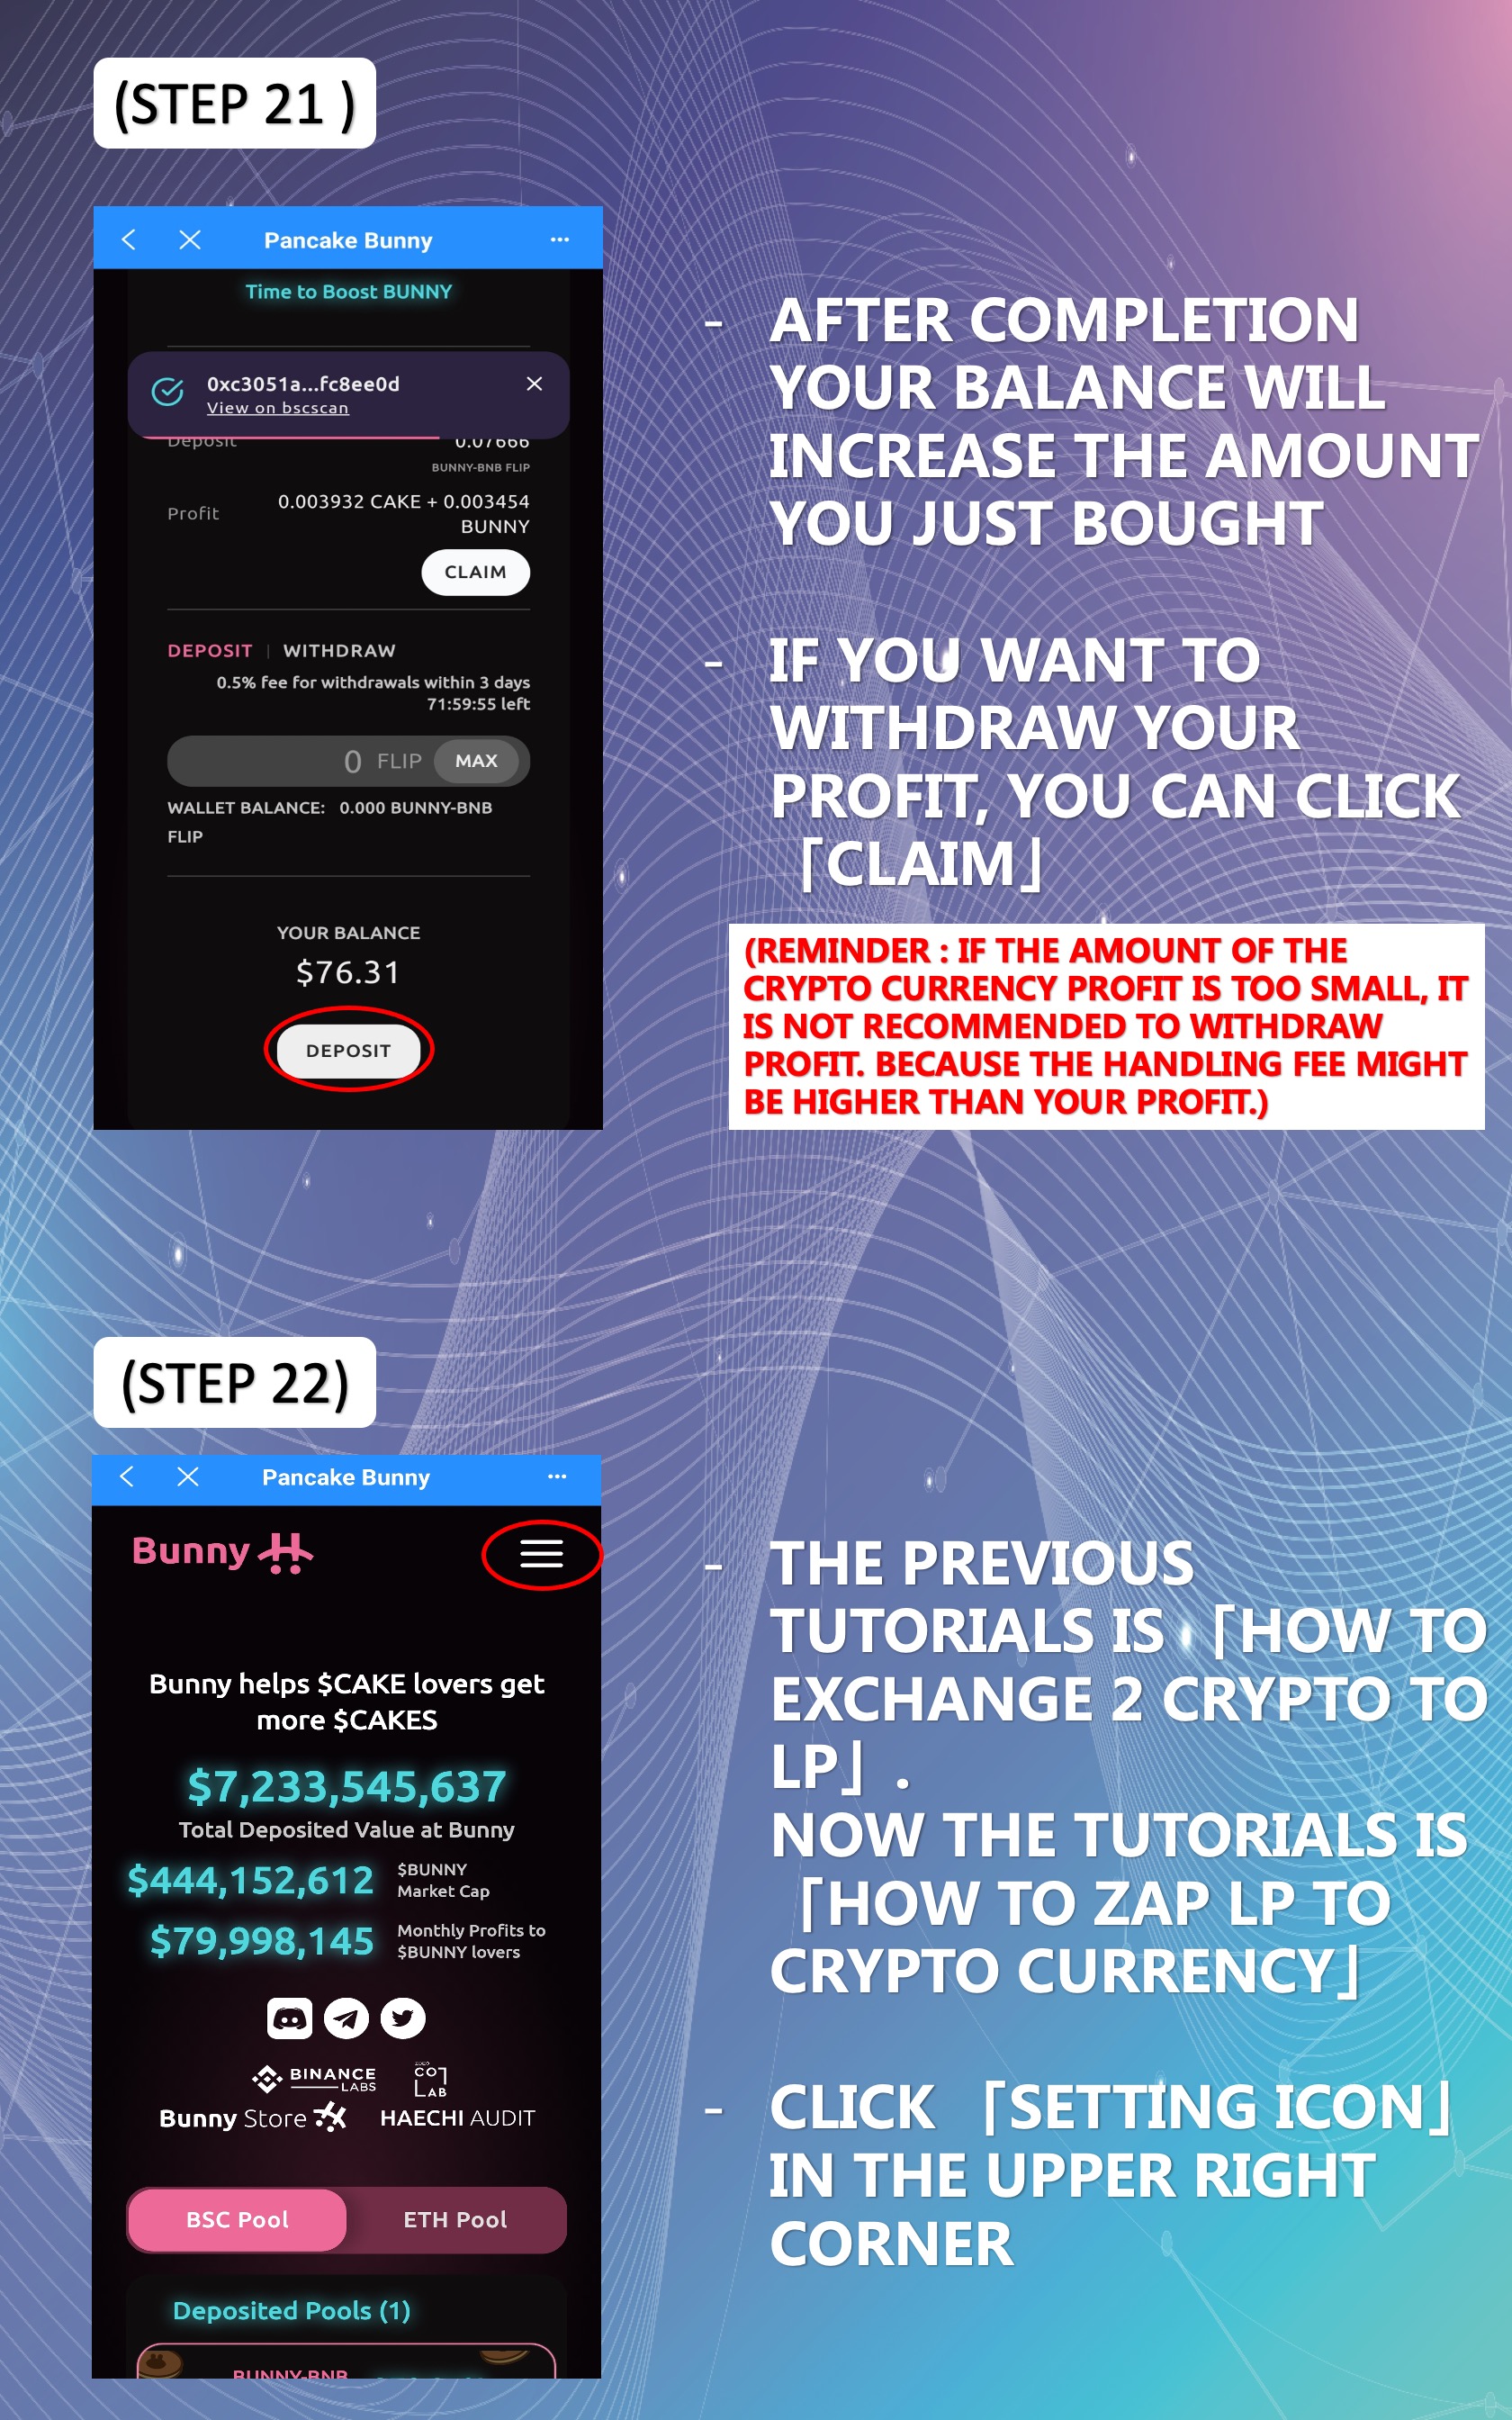 (STEP 21 )
Pancake Bunny
Time to Boost BUNNY
0xc3051a...fc8ee0d
View on bscscan
Deposit 0.07666
BUNNY-BNB FLIP
Profit 0.003932 CAKE + 0.003454
BUNNY
CLAIM
DEPOSIT | WITHDRAW
0.5% fee for withdrawals within 3 days
71:59:55 left
0 FLIP MAX
WALLET BALANCE: 0.000 BUNNY-BNB
FLIP
YOUR BALANCE
$76.31
DEPOSIT
- AFTER COMPLETION
YOUR BALANCE WILL
INCREASE THE AMOUNT
YOU JUST BOUGHT
- IF YOU WANT TO
WITHDRAW YOUR
PROFIT, YOU CAN CLICK
「CLAIM」
(REMINDER : IF THE AMOUNT OF THE
CRYPTO CURRENCY PROFIT IS TOO SMALL, IT
IS NOT RECOMMENDED TO WITHDRAW
PROFIT. BECAUSE THE HANDLING FEE MIGHT
BE HIGHER THAN YOUR PROFIT.)
(STEP 22)
Pancake Bunny
Bunny
Bunny helps $CAKE lovers get
more $CAKES
$7,233,545,637
Total Deposited Value at Bunny
$444,152,612 $BUNNY
Market Cap
$79,998,145 Monthly Profits to
$BUNNY lovers
BINANCE
LABS
CO
LAB
Bunny Store
HAECHI AUDIT
BSC Pool
ETH Pool
Deposited Pools (1)
BUNNY-BNB
- THE PREVIOUS
TUTORIALS IS 「HOW TO
EXCHANGE 2 CRYPTO TO
LP」 .
NOW THE TUTORIALS IS
「HOW TO ZAP LP TO
CRYPTO CURRENCY」
- CLICK 「SETTING ICON」
IN THE UPPER RIGHT
CORNER